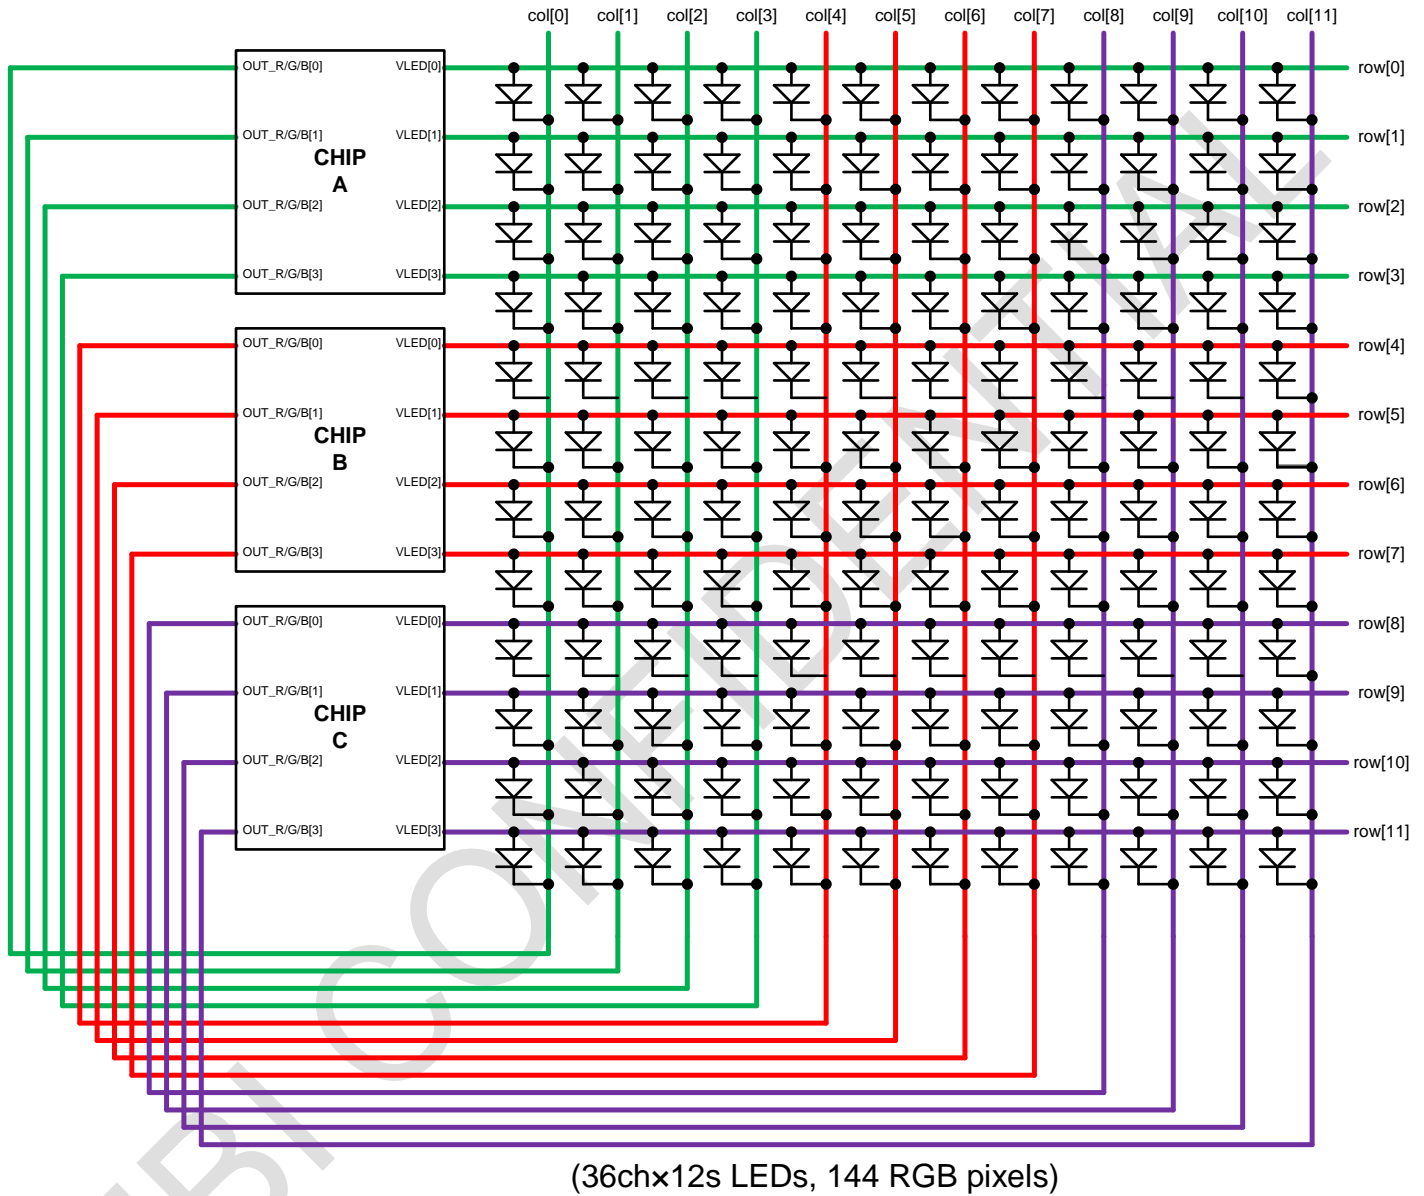 col[0] col[1] col[2] col[3] col[4] col[5] col[6] col[7] col[8] col[9] col[10] col[11]
OUT_R/G/B[0] VLED[0] row[0]
OUT_R/G/B[1] VLED[1] row[1]
CHIP
A
OUT_R/G/B[2] VLED[2] row[2]
OUT_R/G/B[3] VLED[3] row[3]
OUT_R/G/B[0] VLED[0] row[4]
OUT_R/G/B[1] VLED[1] row[5]
CHIP
B
OUT_R/G/B[2] VLED[2] row[6]
OUT_R/G/B[3] VLED[3] row[7]
OUT_R/G/B[0] VLED[0] row[8]
OUT_R/G/B[1] VLED[1] row[9]
CHIP
C
OUT_R/G/B[2] VLED[2] row[10]
OUT_R/G/B[3] VLED[3] row[11]
(36ch×12s LEDs, 144 RGB pixels)
CONFIDENTIAL